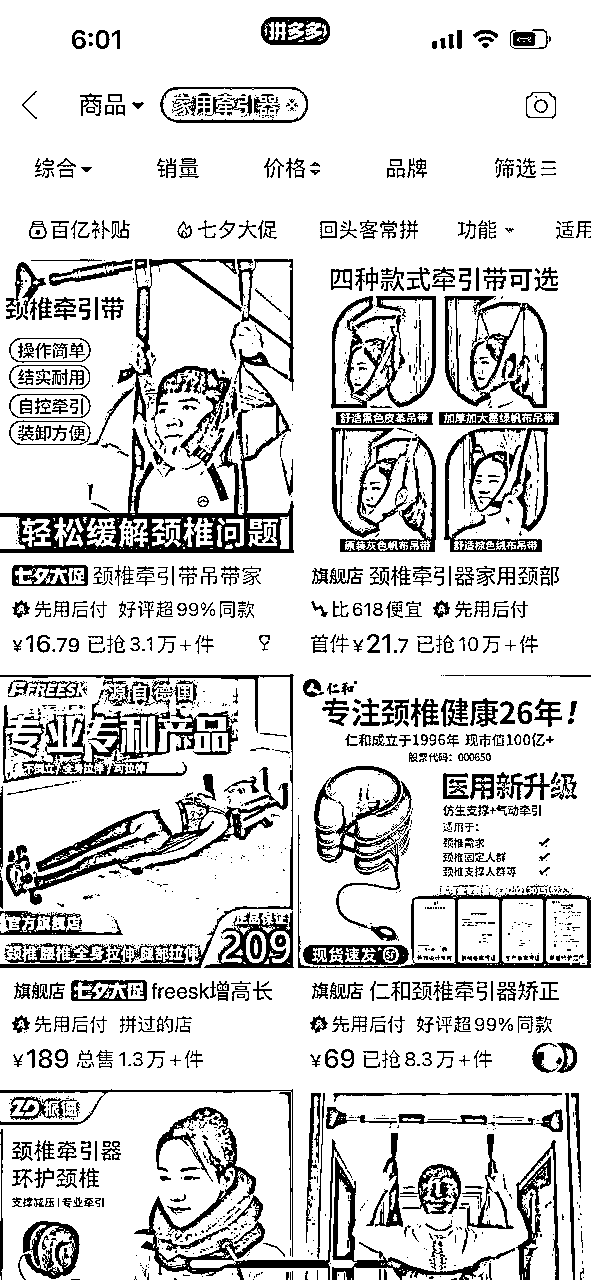 6:01
拼多多
商品
家用牵引器
综合 销量 价格 品牌 筛选
百亿补贴 七夕大促 回头客常拼 功能 适用
颈椎牵引带
操作简单
结实耐用
自控牵引
装卸方便
轻松缓解颈椎问题
七夕大促 颈椎牵引带吊带家
先用后付 好评超99%同款
¥16.79 已抢3.1万+件
四种款式牵引带可选
舒适黑色皮革吊带
加厚加大墨绿帆布吊带
原装灰色帆布吊带
舒适棕色绒布吊带
旗舰店 颈椎牵引器家用颈部
比618便宜 先用后付
首件¥21.7 已抢10万+件
FREESK 源自德国
专业专利产品
官方旗舰店
正品保证
颈椎腰椎 全身拉伸 腿部拉伸
209
旗舰店 七夕大促 freesk增高长
先用后付 拼过的店
¥189 总售1.3万+件
仁和
专注颈椎健康26年!
仁和成立于1996年 现市值100亿+
股票代码：000650
医用新升级
仿生支撑+气动牵引
适用于：
颈椎需求
颈椎固定人群
颈椎支撑人群等
现货速发
旗舰店 仁和颈椎牵引器矫正
先用后付 好评超99%同款
¥69 已抢8.3万+件
颈椎牵引器
环护颈椎
支撑减压 | 专业牵引